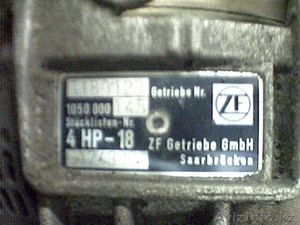 Getriebe Nr.
1050 000 145
Stücklisten-Nr.
4 HP-18
ZF
ZF Getriebe GmbH
Saarbrücken